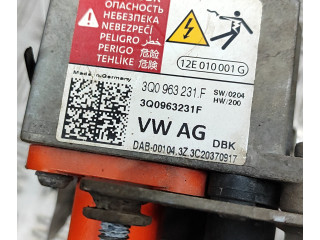 ОПАСНОСТЬ
НЕБЕЗПЕКА
NEBEZPEČÍ
PELIGRO خطر
PERIGO 危险
TEHLİKE 危険
12E 010 001 G
Made in Germany
3Q0 963 231 F SW/0204
3Q0963231F HW/200
VW AG
DBK
DAB-00104.3Z.3C20370917